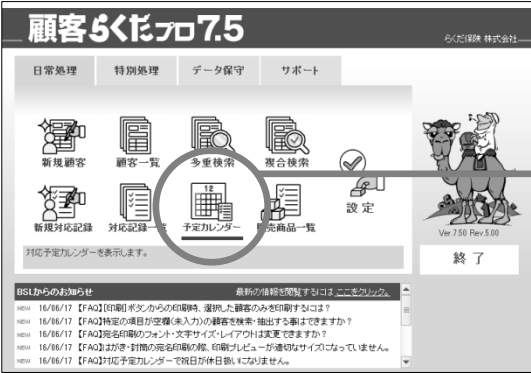 顧客らくだプロ7.5
らくだ保険 株式会社
日常処理 特別処理 データ保守 サポート
新規顧客 顧客一覧 多重検索 複合検索
新規対応記録 対応記録一覧 予定カレンダー 販売商品一覧 設定
12
対応予定カレンダーを表示します。
Ver.7.50 Rev.5.00
終了
BSLからのお知らせ 最新の情報を閲覧するには ここをクリック。
NEW 16/06/17 【FAQ】[印刷]ボタンからの印刷時、選択した顧客のみを印刷するには?
NEW 16/06/17 【FAQ】特定の項目が空欄(未入力)の顧客を検索・抽出する事はできますか?
NEW 16/06/17 【FAQ】宛名印刷のフォント・文字サイズ・レイアウトは変更できますか?
NEW 16/06/17 【FAQ】はがき・封筒の宛名印刷の際、印刷プレビューが適切なサイズになっていません。
NEW 16/06/17 【FAQ】対応予定カレンダーで祝日が休日扱いになりません。